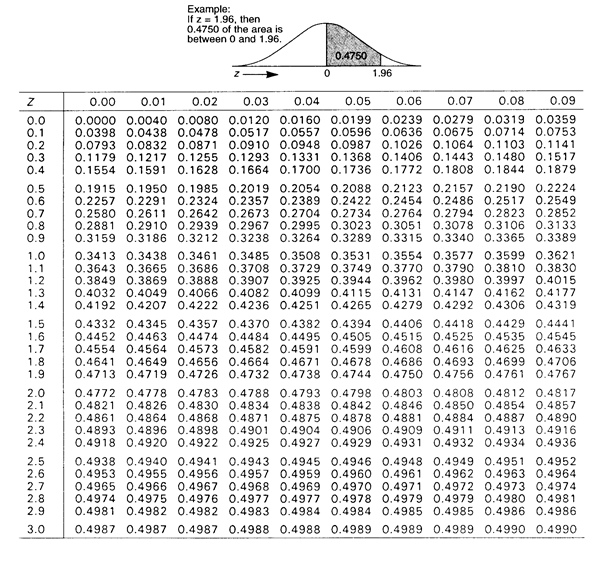 Example:
If z = 1.96, then
0.4750 of the area is
between 0 and 1.96.
0.4750
z 0 1.96
Z 0.00 0.01 0.02 0.03 0.04 0.05 0.06 0.07 0.08 0.09
0.0 0.0000 0.0040 0.0080 0.0120 0.0160 0.0199 0.0239 0.0279 0.0319 0.0359
0.1 0.0398 0.0438 0.0478 0.0517 0.0557 0.0596 0.0636 0.0675 0.0714 0.0753
0.2 0.0793 0.0832 0.0871 0.0910 0.0948 0.0987 0.1026 0.1064 0.1103 0.1141
0.3 0.1179 0.1217 0.1255 0.1293 0.1331 0.1368 0.1406 0.1443 0.1480 0.1517
0.4 0.1554 0.1591 0.1628 0.1664 0.1700 0.1736 0.1772 0.1808 0.1844 0.1879
0.5 0.1915 0.1950 0.1985 0.2019 0.2054 0.2088 0.2123 0.2157 0.2190 0.2224
0.6 0.2257 0.2291 0.2324 0.2357 0.2389 0.2422 0.2454 0.2486 0.2517 0.2549
0.7 0.2580 0.2611 0.2642 0.2673 0.2704 0.2734 0.2764 0.2794 0.2823 0.2852
0.8 0.2881 0.2910 0.2939 0.2967 0.2995 0.3023 0.3051 0.3078 0.3106 0.3133
0.9 0.3159 0.3186 0.3212 0.3238 0.3264 0.3289 0.3315 0.3340 0.3365 0.3389
1.0 0.3413 0.3438 0.3461 0.3485 0.3508 0.3531 0.3554 0.3577 0.3599 0.3621
1.1 0.3643 0.3665 0.3686 0.3708 0.3729 0.3749 0.3770 0.3790 0.3810 0.3830
1.2 0.3849 0.3869 0.3888 0.3907 0.3925 0.3944 0.3962 0.3980 0.3997 0.4015
1.3 0.4032 0.4049 0.4066 0.4082 0.4099 0.4115 0.4131 0.4147 0.4162 0.4177
1.4 0.4192 0.4207 0.4222 0.4236 0.4251 0.4265 0.4279 0.4292 0.4306 0.4319
1.5 0.4332 0.4345 0.4357 0.4370 0.4382 0.4394 0.4406 0.4418 0.4429 0.4441
1.6 0.4452 0.4463 0.4474 0.4484 0.4495 0.4505 0.4515 0.4525 0.4535 0.4545
1.7 0.4554 0.4564 0.4573 0.4582 0.4591 0.4599 0.4608 0.4616 0.4625 0.4633
1.8 0.4641 0.4649 0.4656 0.4664 0.4671 0.4678 0.4686 0.4693 0.4699 0.4706
1.9 0.4713 0.4719 0.4726 0.4732 0.4738 0.4744 0.4750 0.4756 0.4761 0.4767
2.0 0.4772 0.4778 0.4783 0.4788 0.4793 0.4798 0.4803 0.4808 0.4812 0.4817
2.1 0.4821 0.4826 0.4830 0.4834 0.4838 0.4842 0.4846 0.4850 0.4854 0.4857
2.2 0.4861 0.4864 0.4868 0.4871 0.4875 0.4878 0.4881 0.4884 0.4887 0.4890
2.3 0.4893 0.4896 0.4898 0.4901 0.4904 0.4906 0.4909 0.4911 0.4913 0.4916
2.4 0.4918 0.4920 0.4922 0.4925 0.4927 0.4929 0.4931 0.4932 0.4934 0.4936
2.5 0.4938 0.4940 0.4941 0.4943 0.4945 0.4946 0.4948 0.4949 0.4951 0.4952
2.6 0.4953 0.4955 0.4956 0.4957 0.4959 0.4960 0.4961 0.4962 0.4963 0.4964
2.7 0.4965 0.4966 0.4967 0.4968 0.4969 0.4970 0.4971 0.4972 0.4973 0.4974
2.8 0.4974 0.4975 0.4976 0.4977 0.4977 0.4978 0.4979 0.4979 0.4980 0.4981
2.9 0.4981 0.4982 0.4982 0.4983 0.4984 0.4984 0.4985 0.4985 0.4986 0.4986
3.0 0.4987 0.4987 0.4987 0.4988 0.4988 0.4989 0.4989 0.4989 0.4990 0.4990